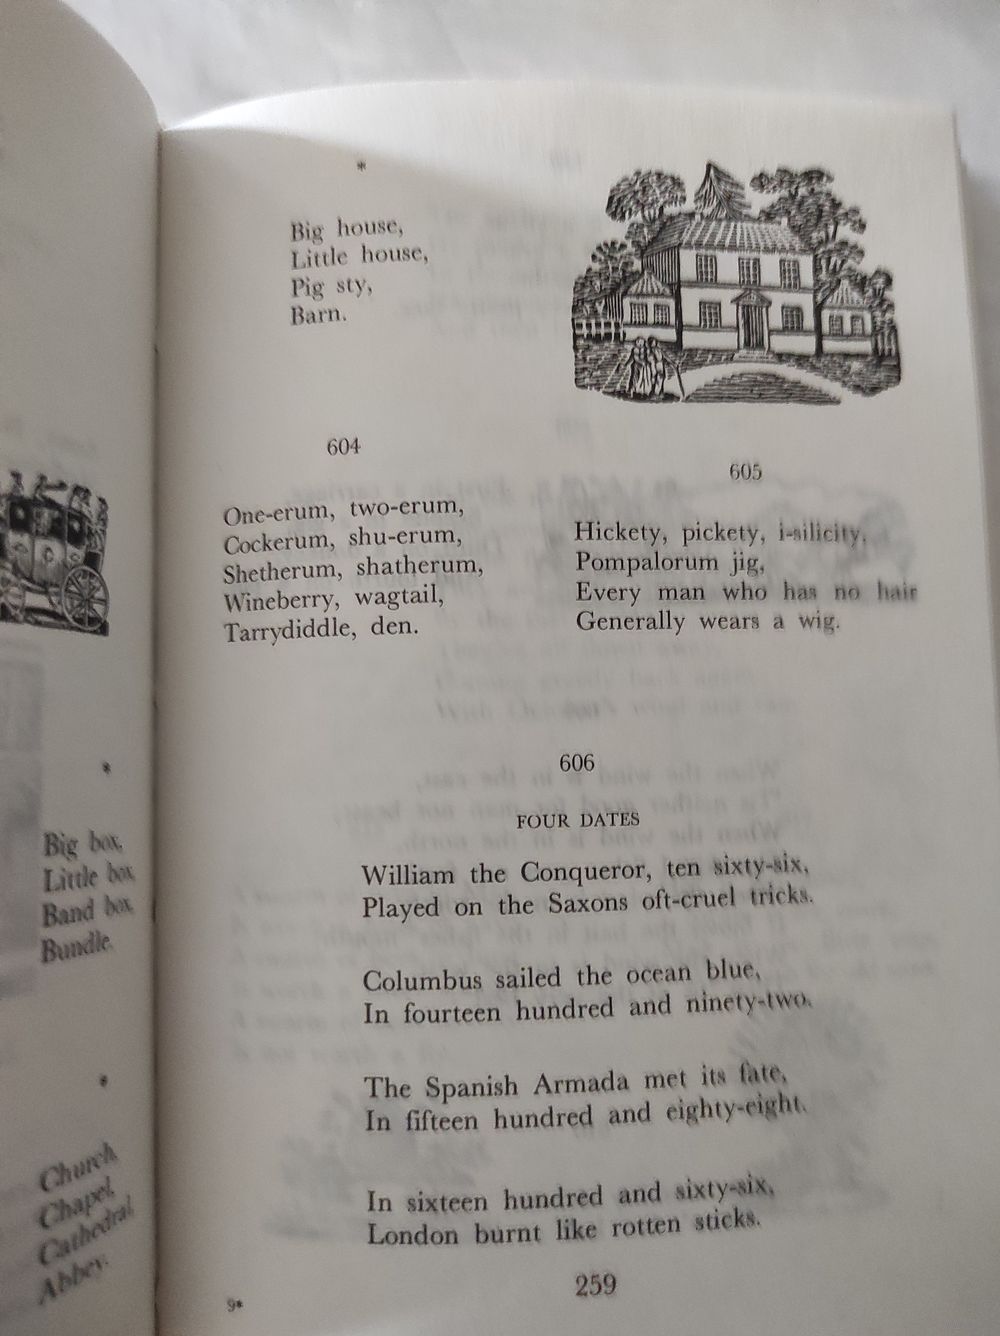 Big box,
Little box
Band box,
Bundle.
*
Church,
Chapel,
Cathedral,
Abbey.
*
Big house,
Little house,
Pig sty,
Barn.
604
One-erum, two-erum,
Cockerum, shu-erum,
Shetherum, shatherum,
Wineberry, wagtail,
Tarrydiddle, den.
605
Hickety, pickety, i-silicity,
Pompalorum jig,
Every man who has no hair
Generally wears a wig.
606
FOUR DATES
William the Conqueror, ten sixty-six,
Played on the Saxons oft-cruel tricks.
Columbus sailed the ocean blue,
In fourteen hundred and ninety-two.
The Spanish Armada met its fate,
In fifteen hundred and eighty-eight.
In sixteen hundred and sixty-six,
London burnt like rotten sticks.
9*
259